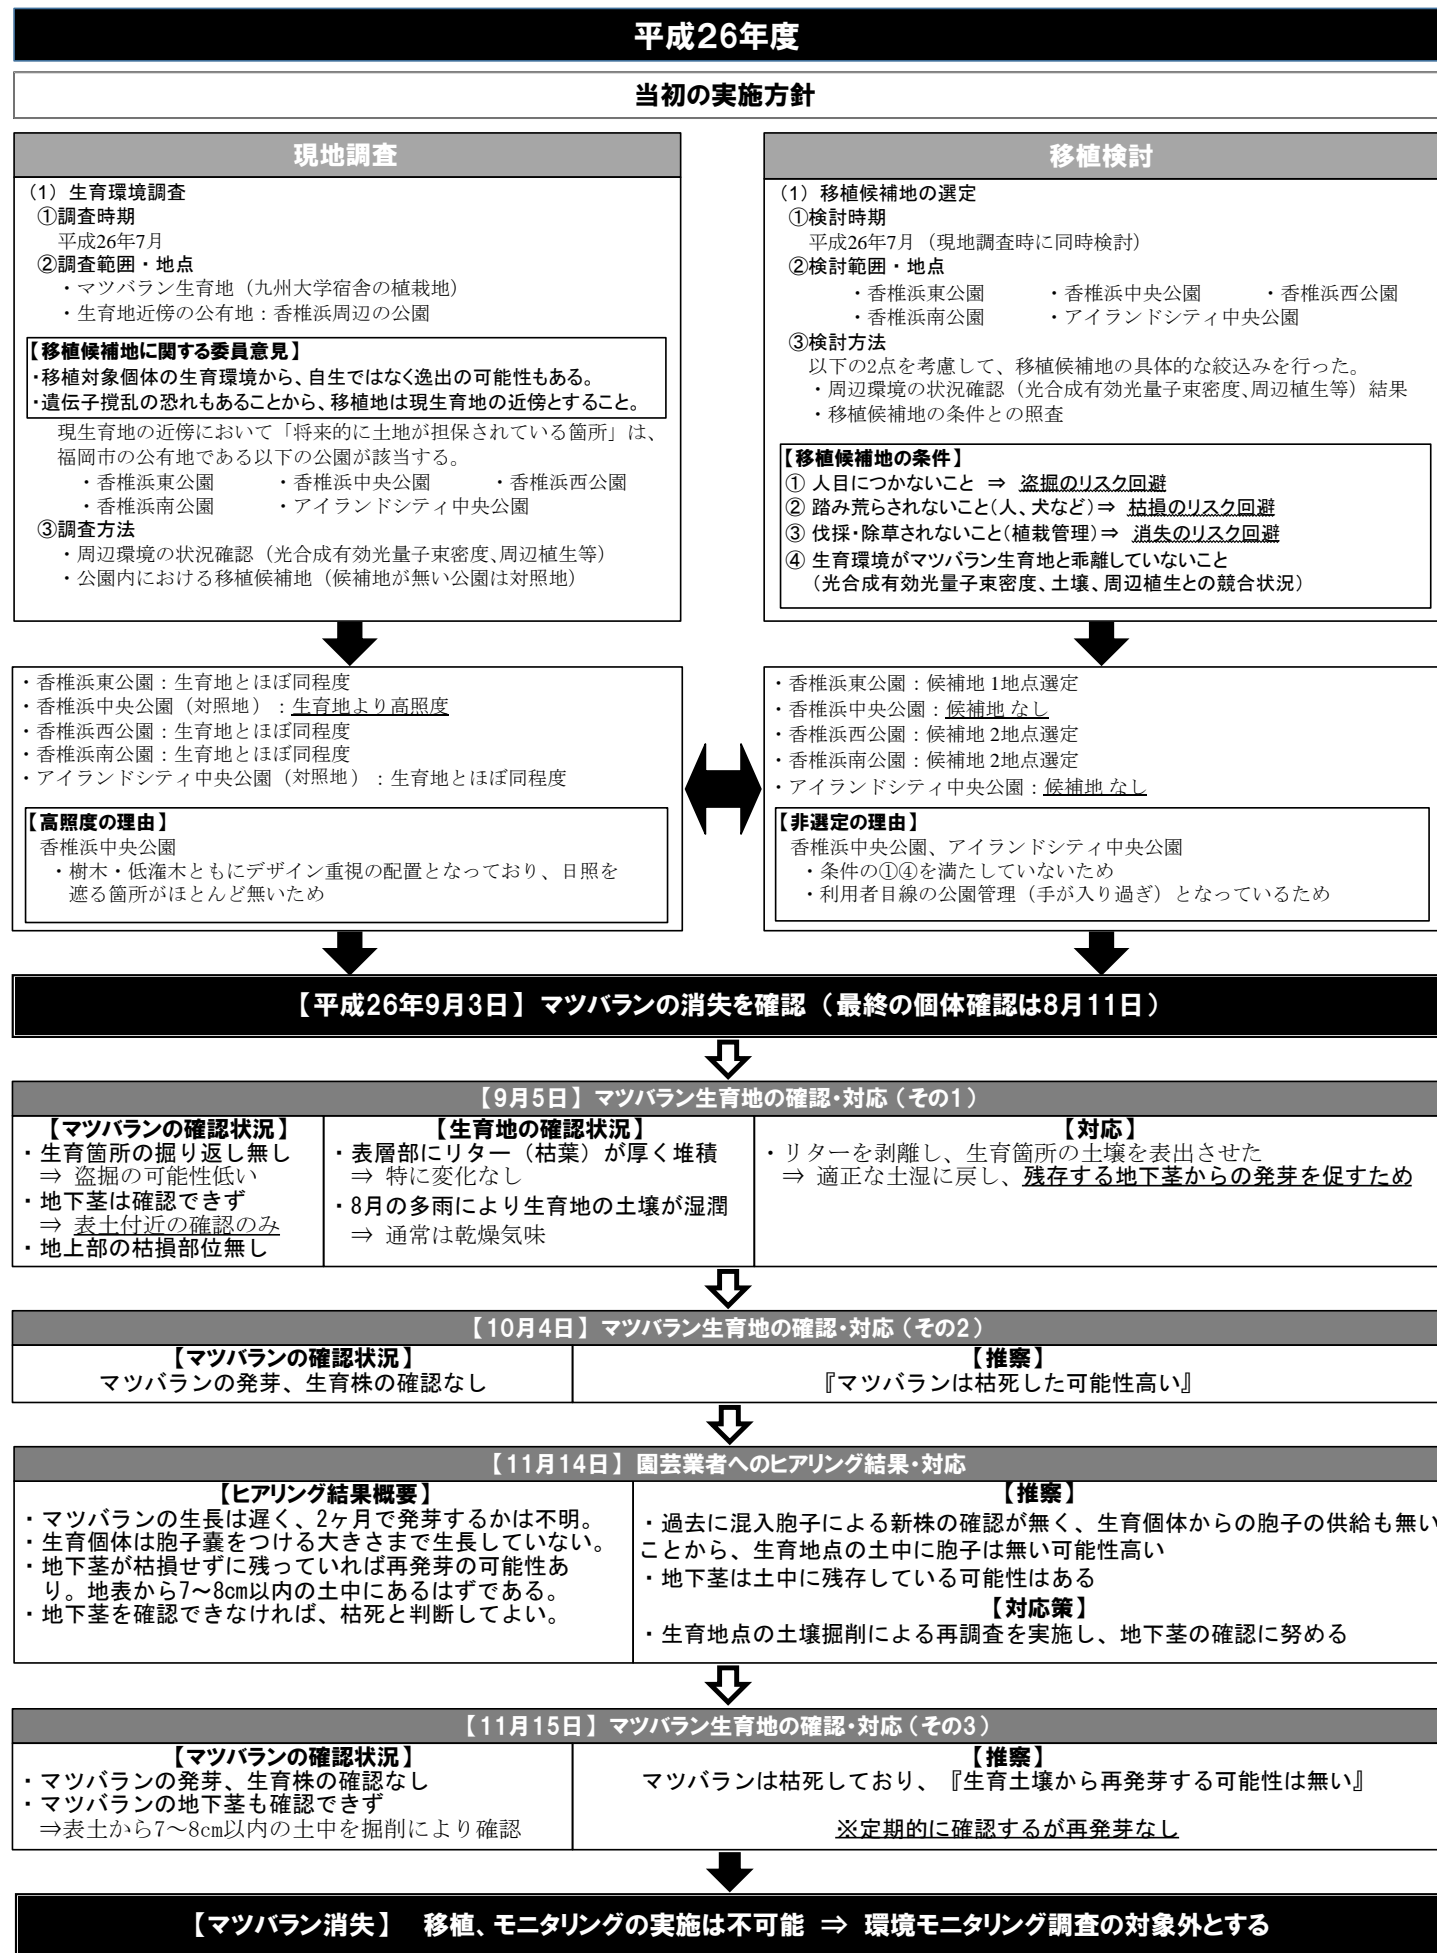 平成26年度
当初の実施方針
現地調査
(1) 生育環境調査
①調査時期
平成26年7月
②調査範囲・地点
・マツバラン生育地（九州大学宿舎の植栽地）
・生育地近傍の公有地：香椎浜周辺の公園
【移植候補地に関する委員意見】
・移植対象個体の生育環境から、自生ではなく逸出の可能性もある。
・遺伝子撹乱の恐れもあることから、移植地は現生育地の近傍とすること。
現生育地の近傍において「将来的に土地が担保されている箇所」は、
福岡市の公有地である以下の公園が該当する。
・香椎浜東公園　・香椎浜中央公園　・香椎浜西公園
・香椎浜南公園　・アイランドシティ中央公園
③調査方法
・周辺環境の状況確認（光合成有効光量子束密度、周辺植生等）
・公園内における移植候補地（候補地が無い公園は対照地）
移植検討
(1) 移植候補地の選定
①検討時期
平成26年7月（現地調査時に同時検討）
②検討範囲・地点
・香椎浜東公園　・香椎浜中央公園　・香椎浜西公園
・香椎浜南公園　・アイランドシティ中央公園
③検討方法
以下の2点を考慮して、移植候補地の具体的な絞込みを行った。
・周辺環境の状況確認（光合成有効光量子束密度、周辺植生等）結果
・移植候補地の条件との照査
【移植候補地の条件】
① 人目につかないこと ⇒ 盗掘のリスク回避
② 踏み荒らされないこと（人、犬など）⇒ 枯損のリスク回避
③ 伐採・除草されないこと（植栽管理）⇒ 消失のリスク回避
④ 生育環境がマツバラン生育地と乖離していないこと
（光合成有効光量子束密度、土壌、周辺植生との競合状況）
・香椎浜東公園：生育地とほぼ同程度
・香椎浜中央公園（対照地）：生育地より高照度
・香椎浜西公園：生育地とほぼ同程度
・香椎浜南公園：生育地とほぼ同程度
・アイランドシティ中央公園（対照地）：生育地とほぼ同程度
【高照度の理由】
香椎浜中央公園
・樹木・低潅木ともにデザイン重視の配置となっており、日照を
遮る箇所がほとんど無いため
・香椎浜東公園：候補地 1地点選定
・香椎浜中央公園：候補地 なし
・香椎浜西公園：候補地 2地点選定
・香椎浜南公園：候補地 2地点選定
・アイランドシティ中央公園：候補地 なし
【非選定の理由】
香椎浜中央公園、アイランドシティ中央公園
・条件の①④を満たしていないため
・利用者目線の公園管理（手が入り過ぎ）となっているため
【平成26年9月3日】マツバランの消失を確認（最終の個体確認は8月11日）
【9月5日】マツバラン生育地の確認・対応（その1）
【マツバランの確認状況】
・生育箇所の掘り返し無し
⇒ 盗掘の可能性低い
・地下茎は確認できず
⇒ 表土付近の確認のみ
・地上部の枯損部位無し
【生育地の確認状況】
・表層部にリター（枯葉）が厚く堆積
⇒ 特に変化なし
・8月の多雨により生育地の土壌が湿潤
⇒ 通常は乾燥気味
【対応】
・リターを剥離し、生育箇所の土壌を表出させた
⇒ 適正な土湿に戻し、残存する地下茎からの発芽を促すため
【10月4日】マツバラン生育地の確認・対応（その2）
【マツバランの確認状況】
マツバランの発芽、生育株の確認なし
【推察】
『マツバランは枯死した可能性高い』
【11月14日】園芸業者へのヒアリング結果・対応
【ヒアリング結果概要】
・マツバランの生長は遅く、2ヶ月で発芽するかは不明。
・生育個体は胞子嚢をつける大きさまで生長していない。
・地下茎が枯損せずに残っていれば再発芽の可能性あ
り。地表から7～8cm以内の土中にあるはずである。
・地下茎を確認できなければ、枯死と判断してよい。
【推察】
・過去に混入胞子による新株の確認が無く、生育個体からの胞子の供給も無い
ことから、生育地点の土中に胞子は無い可能性高い
・地下茎は土中に残存している可能性はある
【対応策】
・生育地点の土壌掘削による再調査を実施し、地下茎の確認に努める
【11月15日】マツバラン生育地の確認・対応（その3）
【マツバランの確認状況】
・マツバランの発芽、生育株の確認なし
・マツバランの地下茎も確認できず
⇒表土から7～8cm以内の土中を掘削により確認
【推察】
マツバランは枯死しており、『生育土壌から再発芽する可能性は無い』
※定期的に確認するが再発芽なし
【マツバラン消失】　移植、モニタリングの実施は不可能 ⇒ 環境モニタリング調査の対象外とする